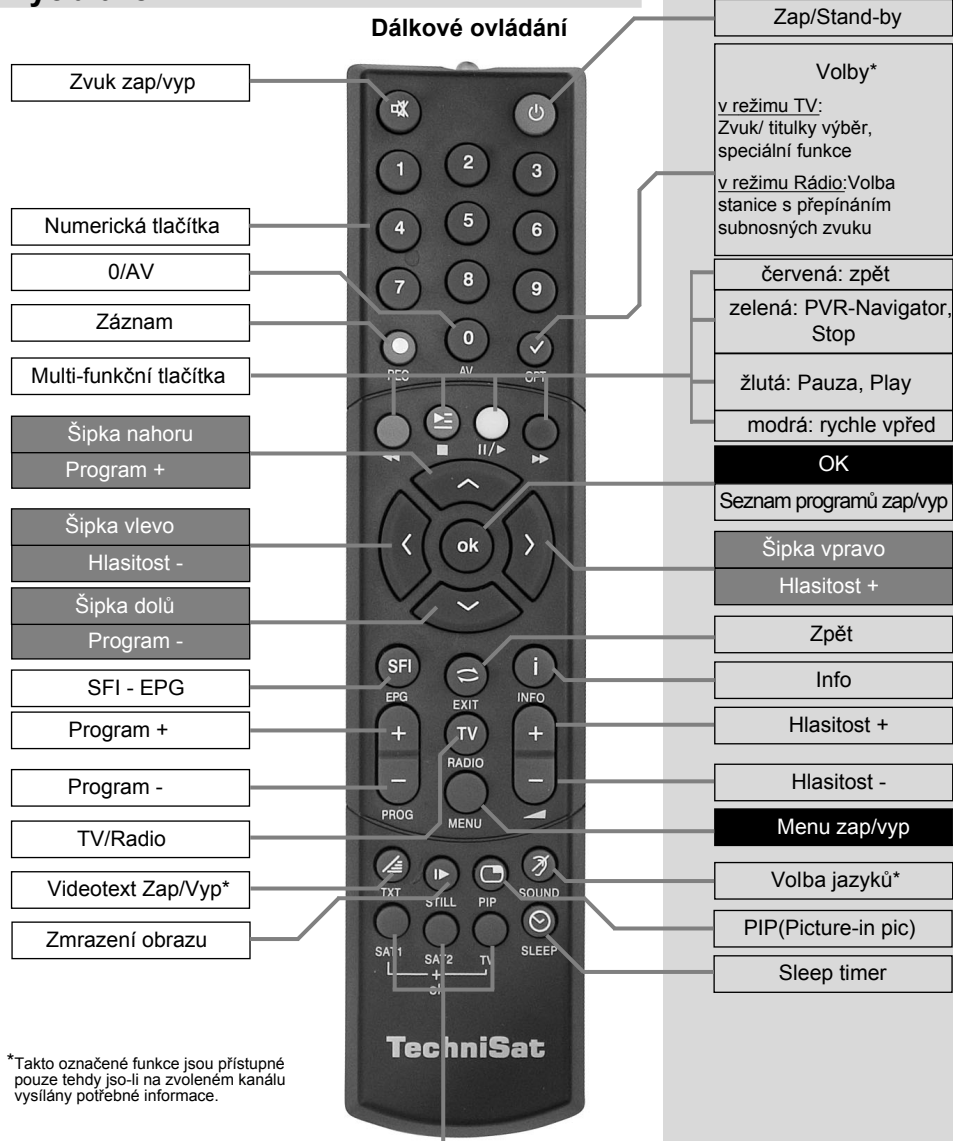 Dálkové ovládání
Zvuk zap/vyp
Numerická tlačítka
0/AV
Záznam
Multi-funkční tlačítka
Šipka nahoru
Program +
Šipka vlevo
Hlasitost -
Šipka dolů
Program -
SFI - EPG
Program +
Program -
TV/Radio
Videotext Zap/Vyp*
Zmrazení obrazu
*Takto označené funkce jsou přístupné
pouze tehdy jso-li na zvoleném kanálu
vysílány potřebné informace.
1 2 3
4 5 6
7 8 9
0
REC AV OPT
II/►
ok
SFI i
EPG EXIT INFO
+ TV +
RADIO
- -
PROG MENU
TXT STILL PIP SOUND
SAT1 SAT2 TV SLEEP
+
TechniSat
Zap/Stand-by
Volby*
v režimu TV:
Zvuk/ titulky výběr,
speciální funkce
v režimu Rádio:Volba
stanice s přepínáním
subnosných zvuku
červená: zpět
zelená: PVR-Navigator,
Stop
žlutá: Pauza, Play
modrá: rychle vpřed
OK
Seznam programů zap/vyp
Šipka vpravo
Hlasitost +
Zpět
Info
Hlasitost +
Hlasitost -
Menu zap/vyp
Volba jazyků*
PIP(Picture-in pic)
Sleep timer